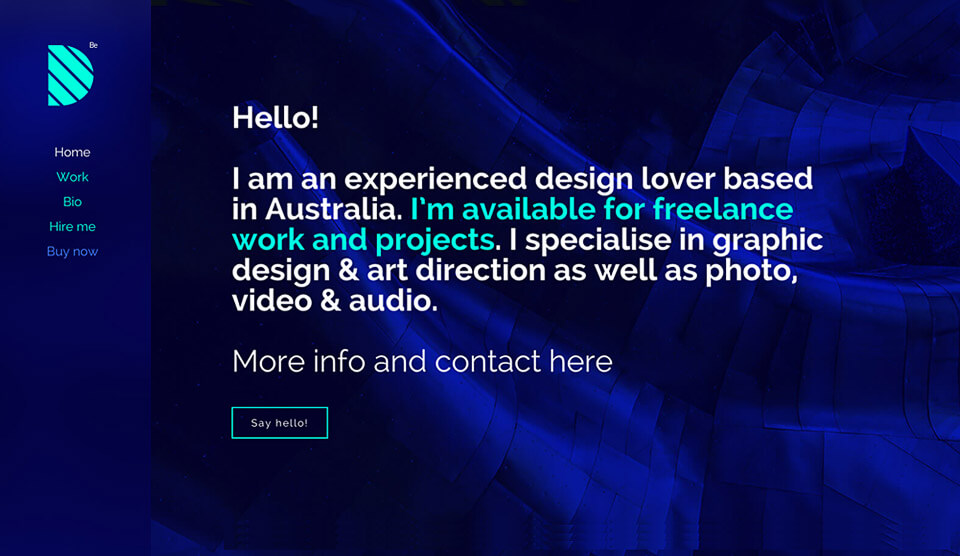 Be
Home
Work
Bio
Hire me
Buy now
Hello!
I am an experienced design lover based
in Australia. I'm available for freelance
work and projects. I specialise in graphic
design & art direction as well as photo,
video & audio.
More info and contact here
Say hello!